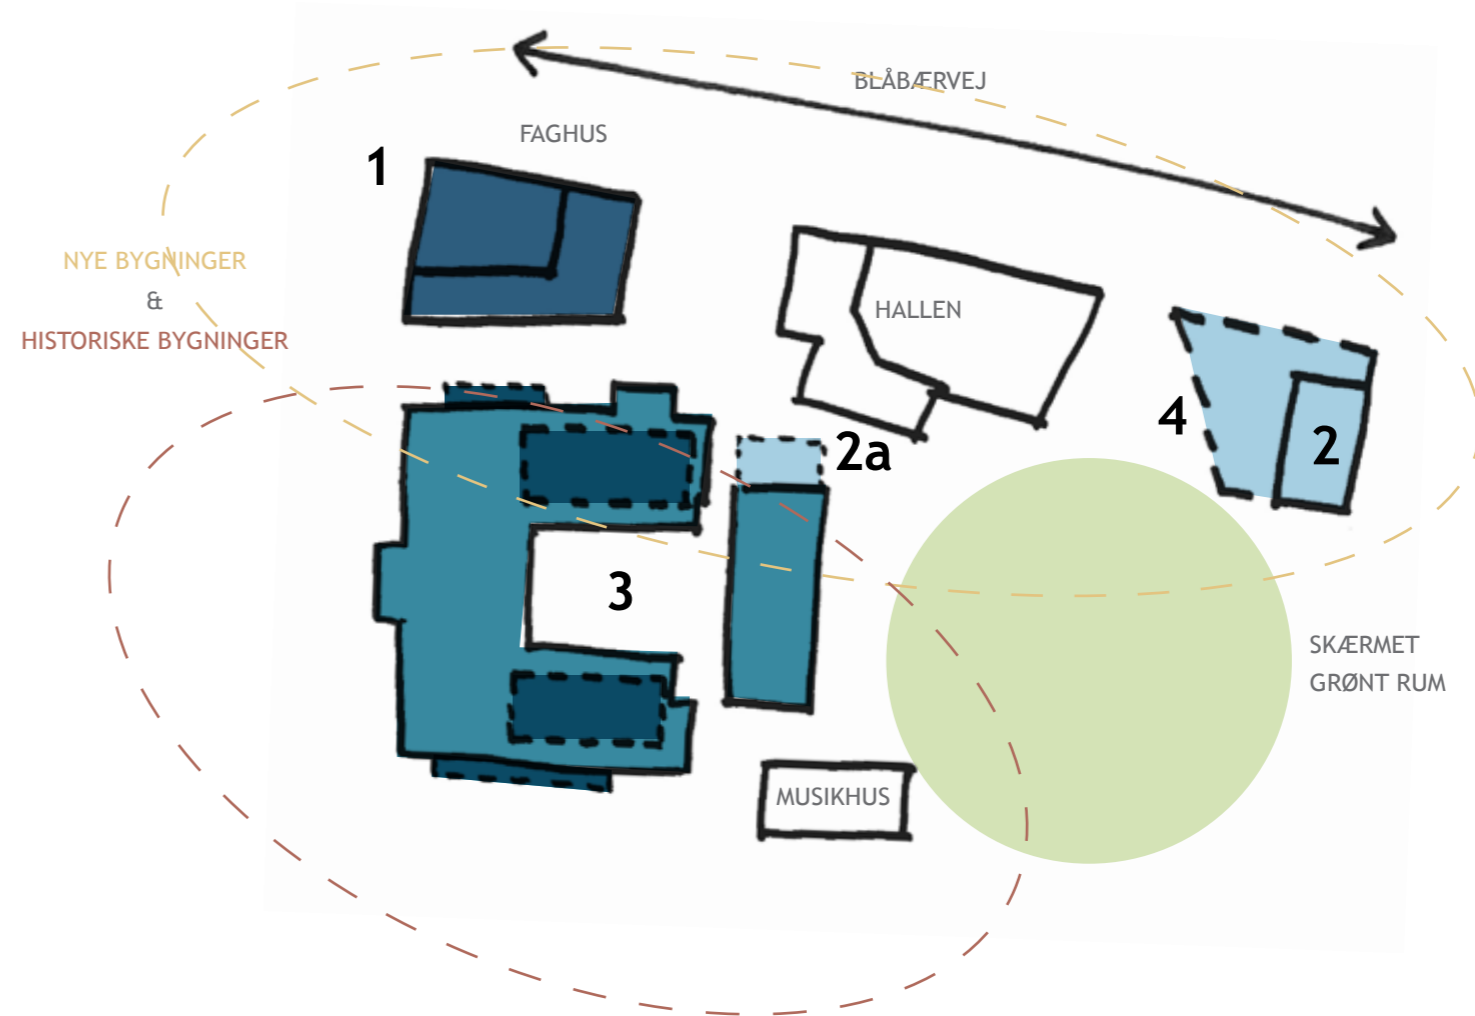 BLÅBÆRVEJ
FAGHUS
1
NYE BYGNINGER
&
HISTORISKE BYGNINGER
HALLEN
4
2
2a
3
SKÆRMET
GRØNT RUM
MUSIKHUS